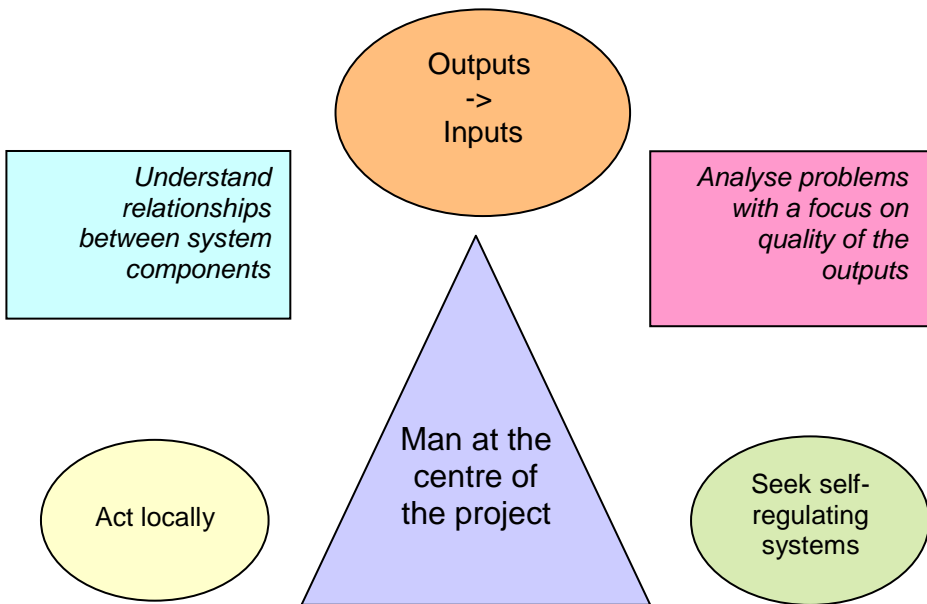 Outputs
->
Inputs
Understand
relationships
between system
components
Analyse problems
with a focus on
quality of the
outputs
Man at the
centre of
the project
Act locally
Seek self-
regulating
systems